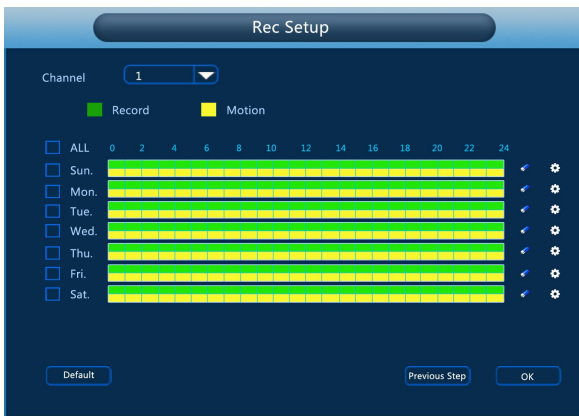 Rec Setup
Channel 1
Record Motion
ALL 0 2 4 6 8 10 12 14 16 18 20 22 24
Sun.
Mon.
Tue.
Wed.
Thu.
Fri.
Sat.
Default Previous Step OK